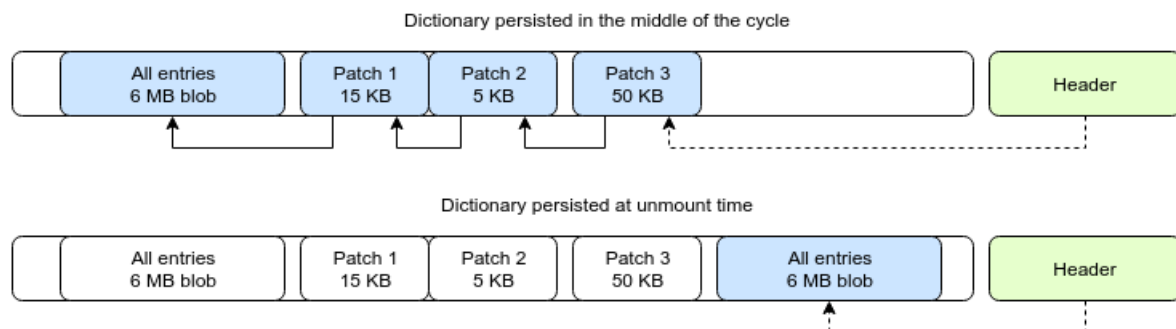 Dictionary persisted in the middle of the cycle
All entries
6 MB blob
Patch 1
15 KB
Patch 2
5 KB
Patch 3
50 KB
Header
Dictionary persisted at unmount time
All entries
6 MB blob
Patch 1
15 KB
Patch 2
5 KB
Patch 3
50 KB
All entries
6 MB blob
Header